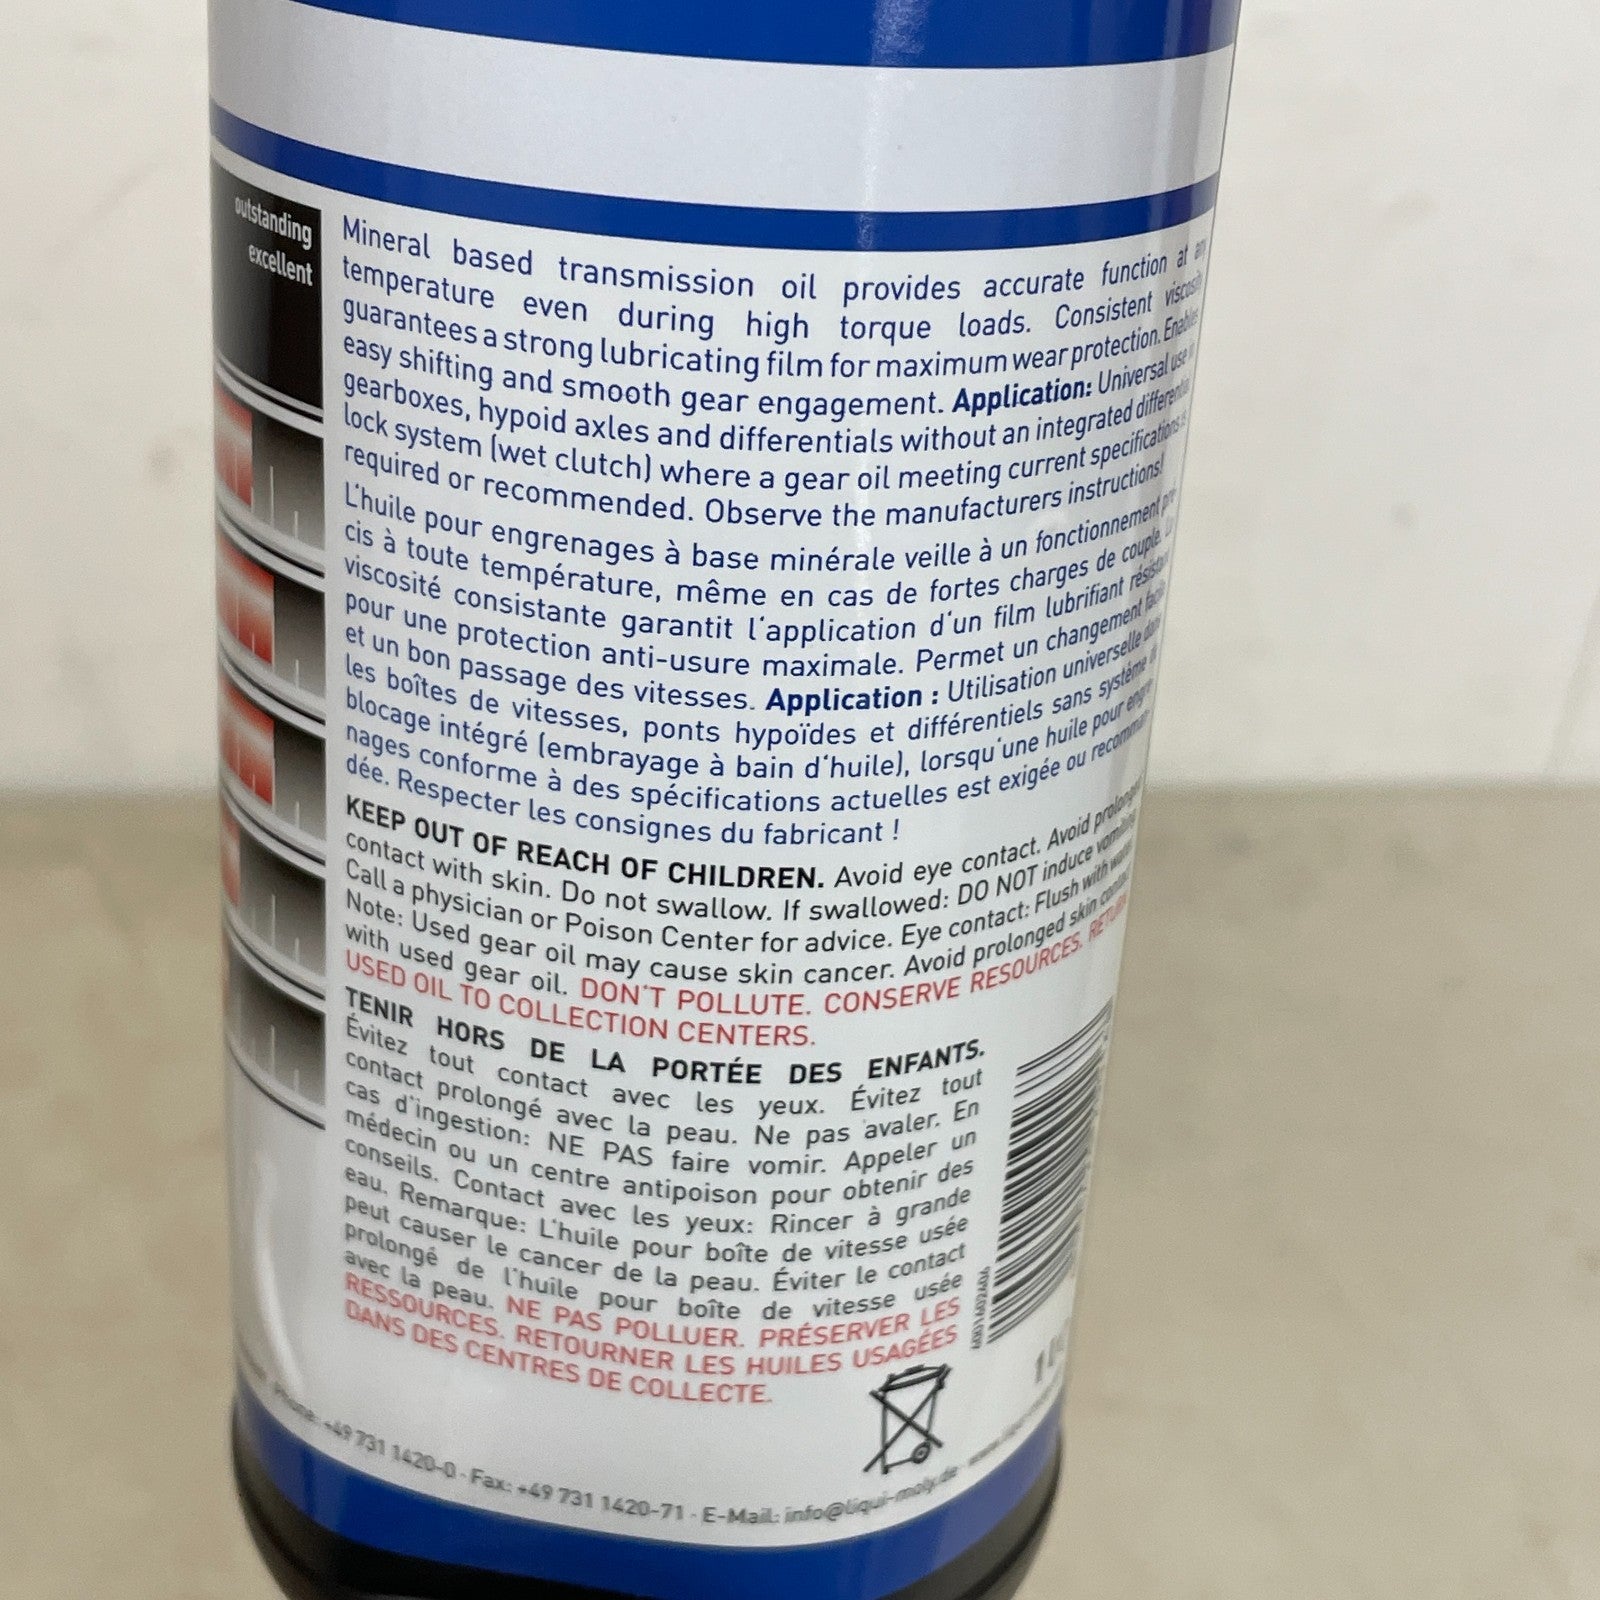 outstanding
excellent
Mineral based transmission oil provides accurate function at any
temperature even during high torque loads. Consistent viscosity
guarantees a strong lubricating film for maximum wear protection. Enables
easy shifting and smooth gear engagement. Application: Universal use in
gearboxes, hypoid axles and differentials without an integrated differential
lock system (wet clutch) where a gear oil meeting current specifications is
required or recommended. Observe the manufacturers instructions!
L'huile pour engrenages à base minérale veille à un fonctionnement pré-
cis à toute température, même en cas de fortes charges de couple. La
viscosité consistante garantit l'application d'un film lubrifiant résistant
pour une protection anti-usure maximale. Permet un changement facile
et un bon passage des vitesses. Application : Utilisation universelle dans
les boîtes de vitesses, ponts hypoïdes et différentiels sans système de
blocage intégré (embrayage à bain d'huile), lorsqu'une huile pour engre-
nages conforme à des spécifications actuelles est exigée ou recomman-
dée. Respecter les consignes du fabricant !
KEEP OUT OF REACH OF CHILDREN. Avoid eye contact. Avoid prolonged
contact with skin. Do not swallow. If swallowed: DO NOT induce vomiting.
Call a physician or Poison Center for advice. Eye contact: Flush with water.
Note: Used gear oil may cause skin cancer. Avoid prolonged skin contact
with used gear oil. DON'T POLLUTE. CONSERVE RESOURCES. RETURN
USED OIL TO COLLECTION CENTERS.
TENIR HORS DE LA PORTÉE DES ENFANTS.
Évitez tout contact avec les yeux. Évitez tout
contact prolongé avec la peau. Ne pas avaler. En
cas d'ingestion: NE PAS faire vomir. Appeler un
médecin ou un centre antipoison pour obtenir des
conseils. Contact avec les yeux: Rincer à grande
eau. Remarque: L'huile pour boîte de vitesse usée
peut causer le cancer de la peau. Éviter le contact
prolongé de l'huile pour boîte de vitesse usée
avec la peau. NE PAS POLLUER. PRÉSERVER LES
RESSOURCES. RETOURNER LES HUILES USAGÉES
DANS DES CENTRES DE COLLECTE.
Phone: +49 731 1420-0 · Fax: +49 731 1420-71 · E-Mail: info@liqui-moly.de ·